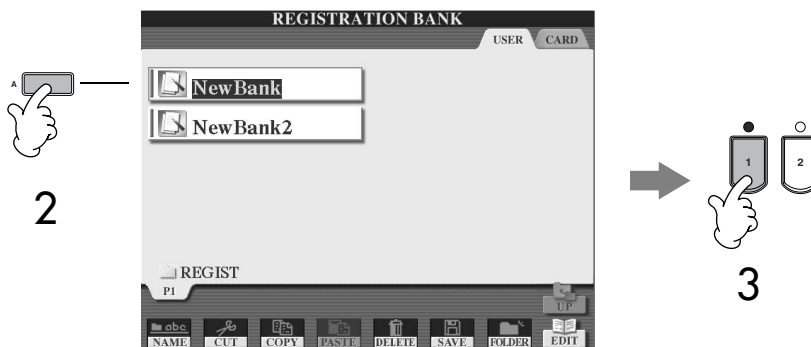 REGISTRATION BANK
USER CARD
A
NewBank
NewBank2
1 2
2
3
REGIST
P1
UP
abc
NAME CUT COPY PASTE DELETE SAVE FOLDER EDIT